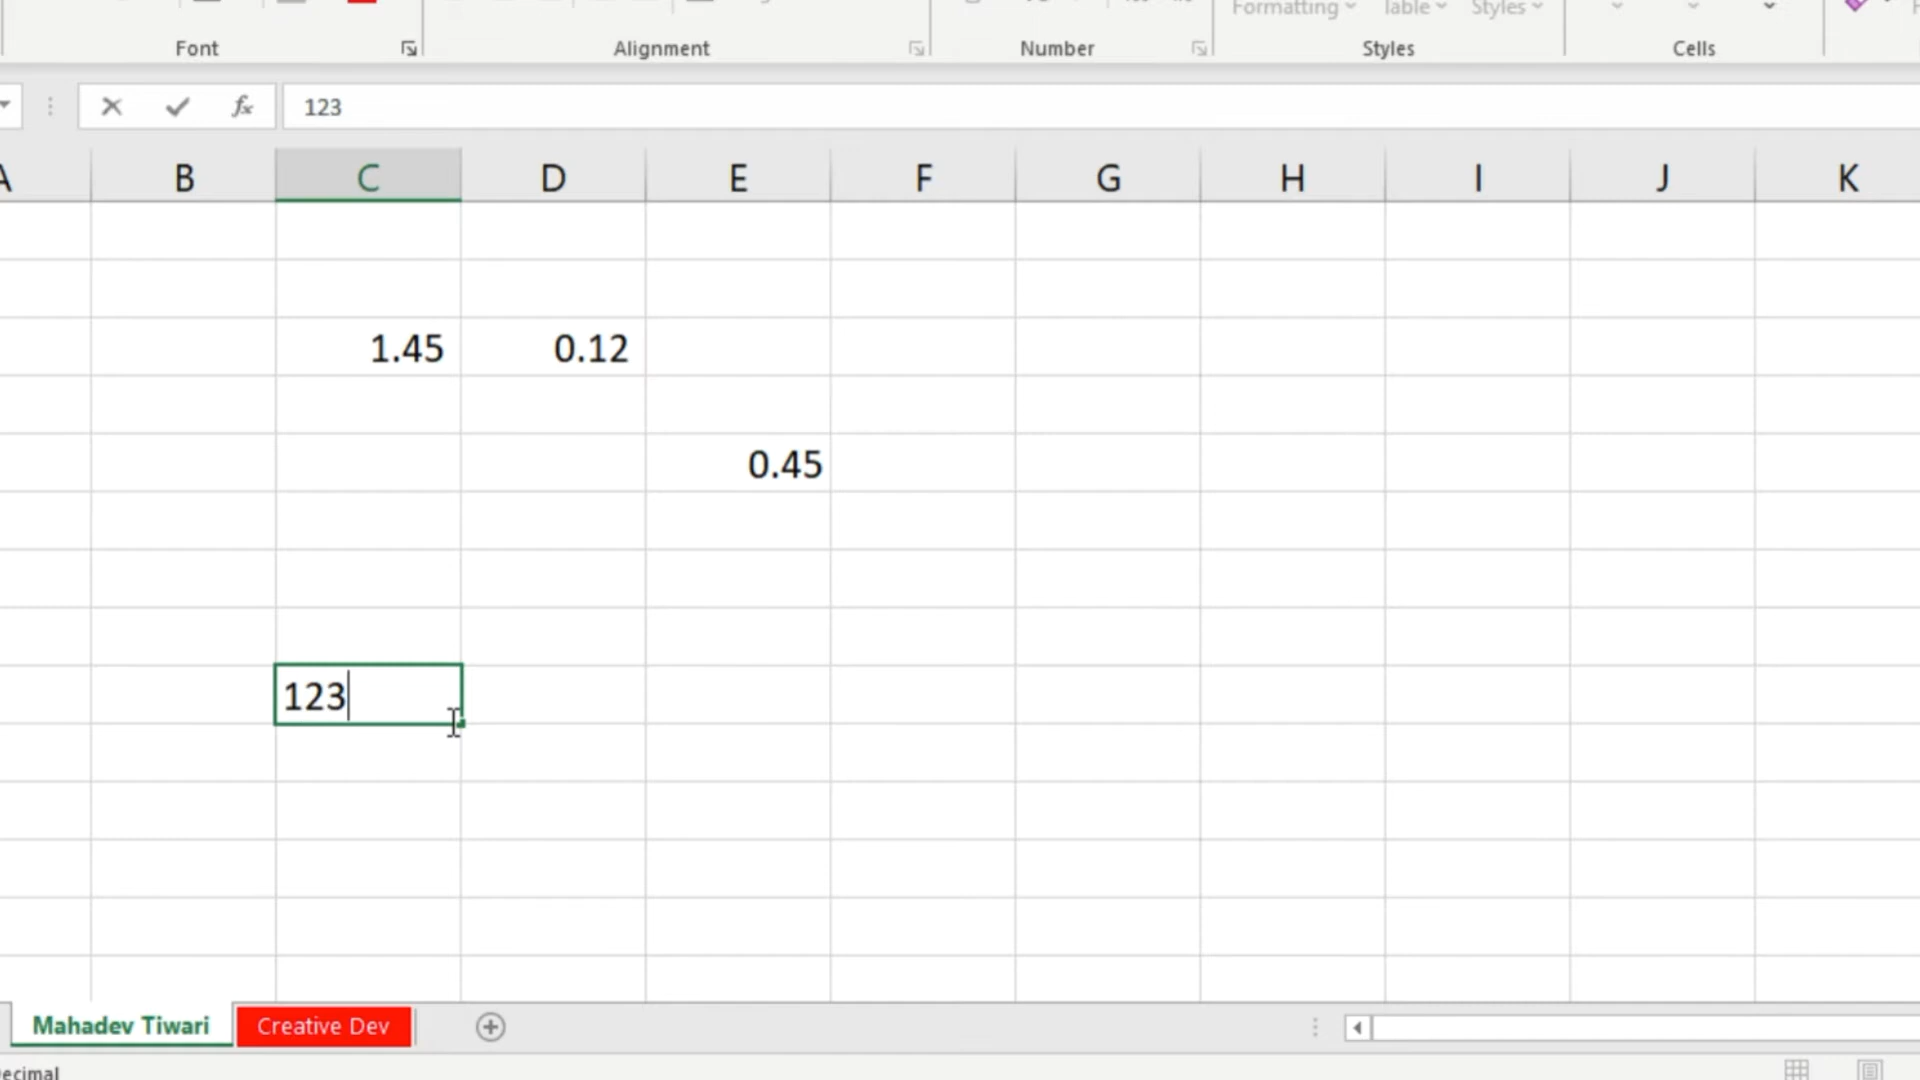 Formatting Table Styles
Font Alignment Number Styles Cells
fx 123
A B C D E F G H I J K
1.45 0.12
0.45
123
Mahadev Tiwari Creative Dev